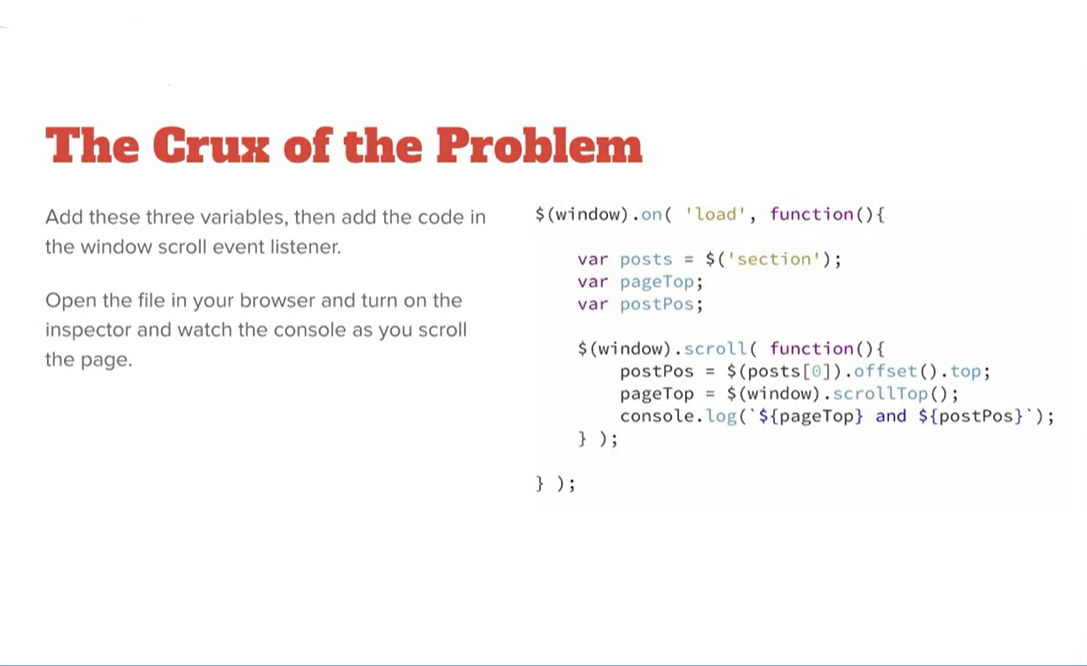 The Crux of the Problem
Add these three variables, then add the code in
the window scroll event listener.
Open the file in your browser and turn on the
inspector and watch the console as you scroll
the page.
$(window).on( 'load', function(){
    var posts = $('section');
    var pageTop;
    var postPos;
    $(window).scroll( function(){
        postPos = $(posts[0]).offset().top;
        pageTop = $(window).scrollTop();
        console.log(`${pageTop} and ${postPos}`);
    } );
} );